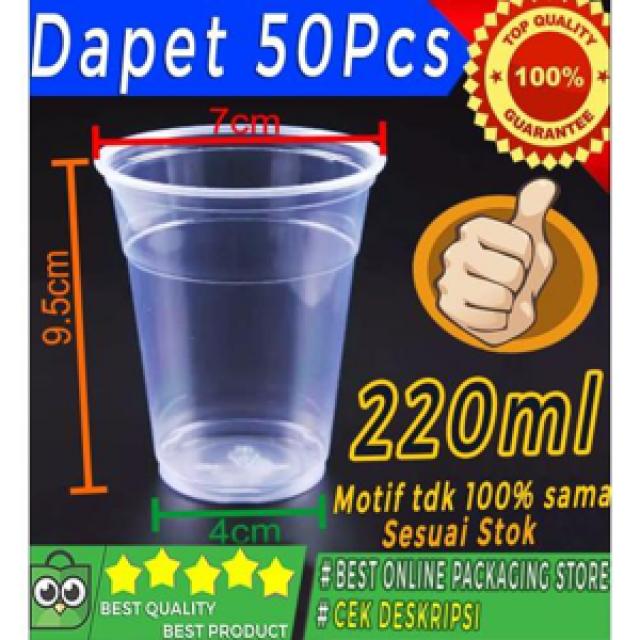 Dapet 50Pcs
TOP QUALITY
100%
GUARANTEE
7cm
9.5cm
220ml
Motif tdk 100% sama
Sesuai Stok
4cm
BEST QUALITY
BEST PRODUCT
#BEST ONLINE PACKAGING STORE
# CEK DESKRIPSI